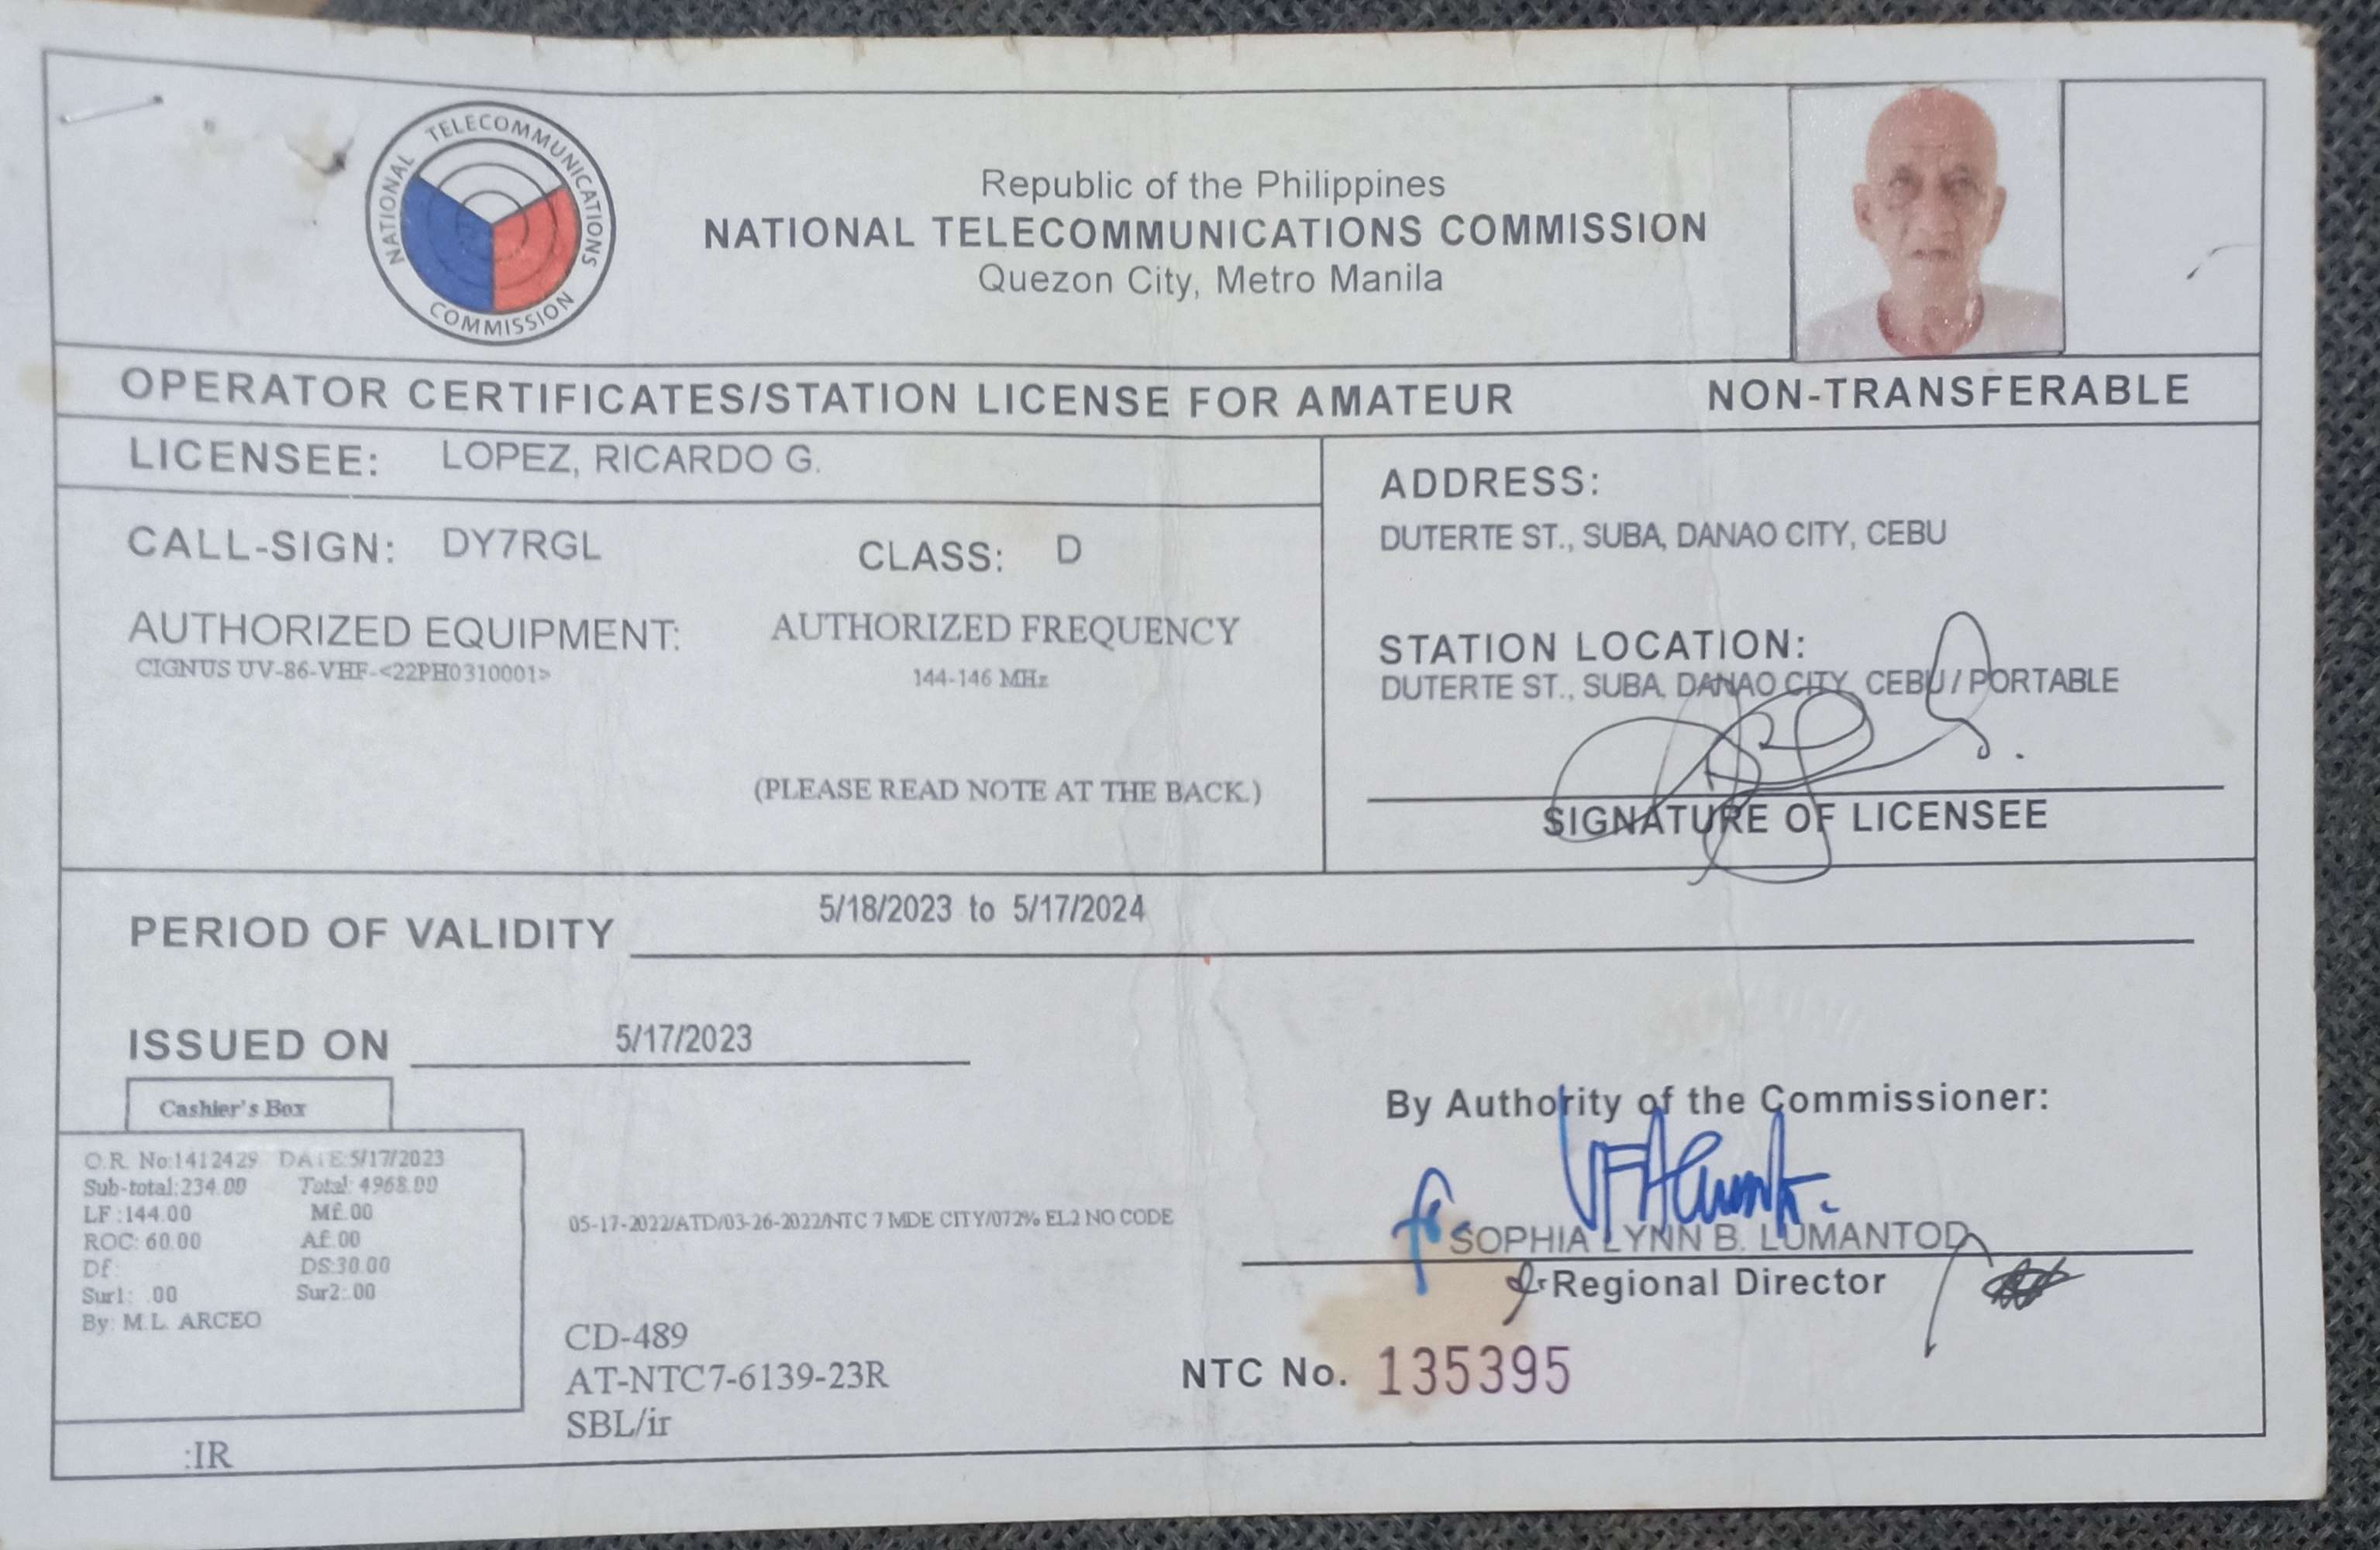 NATIONAL TELECOMMUNICATIONS COMMISSION
Republic of the Philippines
NATIONAL TELECOMMUNICATIONS COMMISSION
Quezon City, Metro Manila
OPERATOR CERTIFICATES/STATION LICENSE FOR AMATEUR NON-TRANSFERABLE
LICENSEE: LOPEZ, RICARDO G.
CALL-SIGN: DY7RGL CLASS: D
AUTHORIZED EQUIPMENT: AUTHORIZED FREQUENCY
CIGNUS UV-86-VHF-<22PH0310001> 144-146 MHz
(PLEASE READ NOTE AT THE BACK.)
ADDRESS:
DUTERTE ST., SUBA, DANAO CITY, CEBU
STATION LOCATION:
DUTERTE ST., SUBA, DANAO CITY, CEBU / PORTABLE
SIGNATURE OF LICENSEE
PERIOD OF VALIDITY 5/18/2023 to 5/17/2024
ISSUED ON 5/17/2023
Cashier's Box
O.R. No:1412429 DATE:5/17/2023
Sub-total:234.00 Total: 4968.00
LF :144.00 Mf:.00
ROC: 60.00 Af:.00
Df: DS:30.00
Sur1: .00 Sur2:.00
By: M.L. ARCEO
:IR
05-17-2022/ATD/03-26-2022/NTC 7 MDE CITY/072% EL2 NO CODE
CD-489
AT-NTC7-6139-23R
SBL/ir
By Authority of the Commissioner:
SOPHIA LYNN B. LUMANTOD
Regional Director
NTC No. 135395